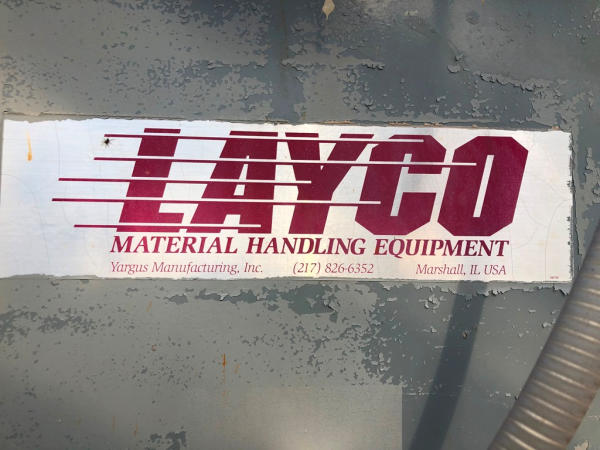 LAYCO
MATERIAL HANDLING EQUIPMENT
Yargus Manufacturing, Inc. (217) 826-6352 Marshall, IL USA